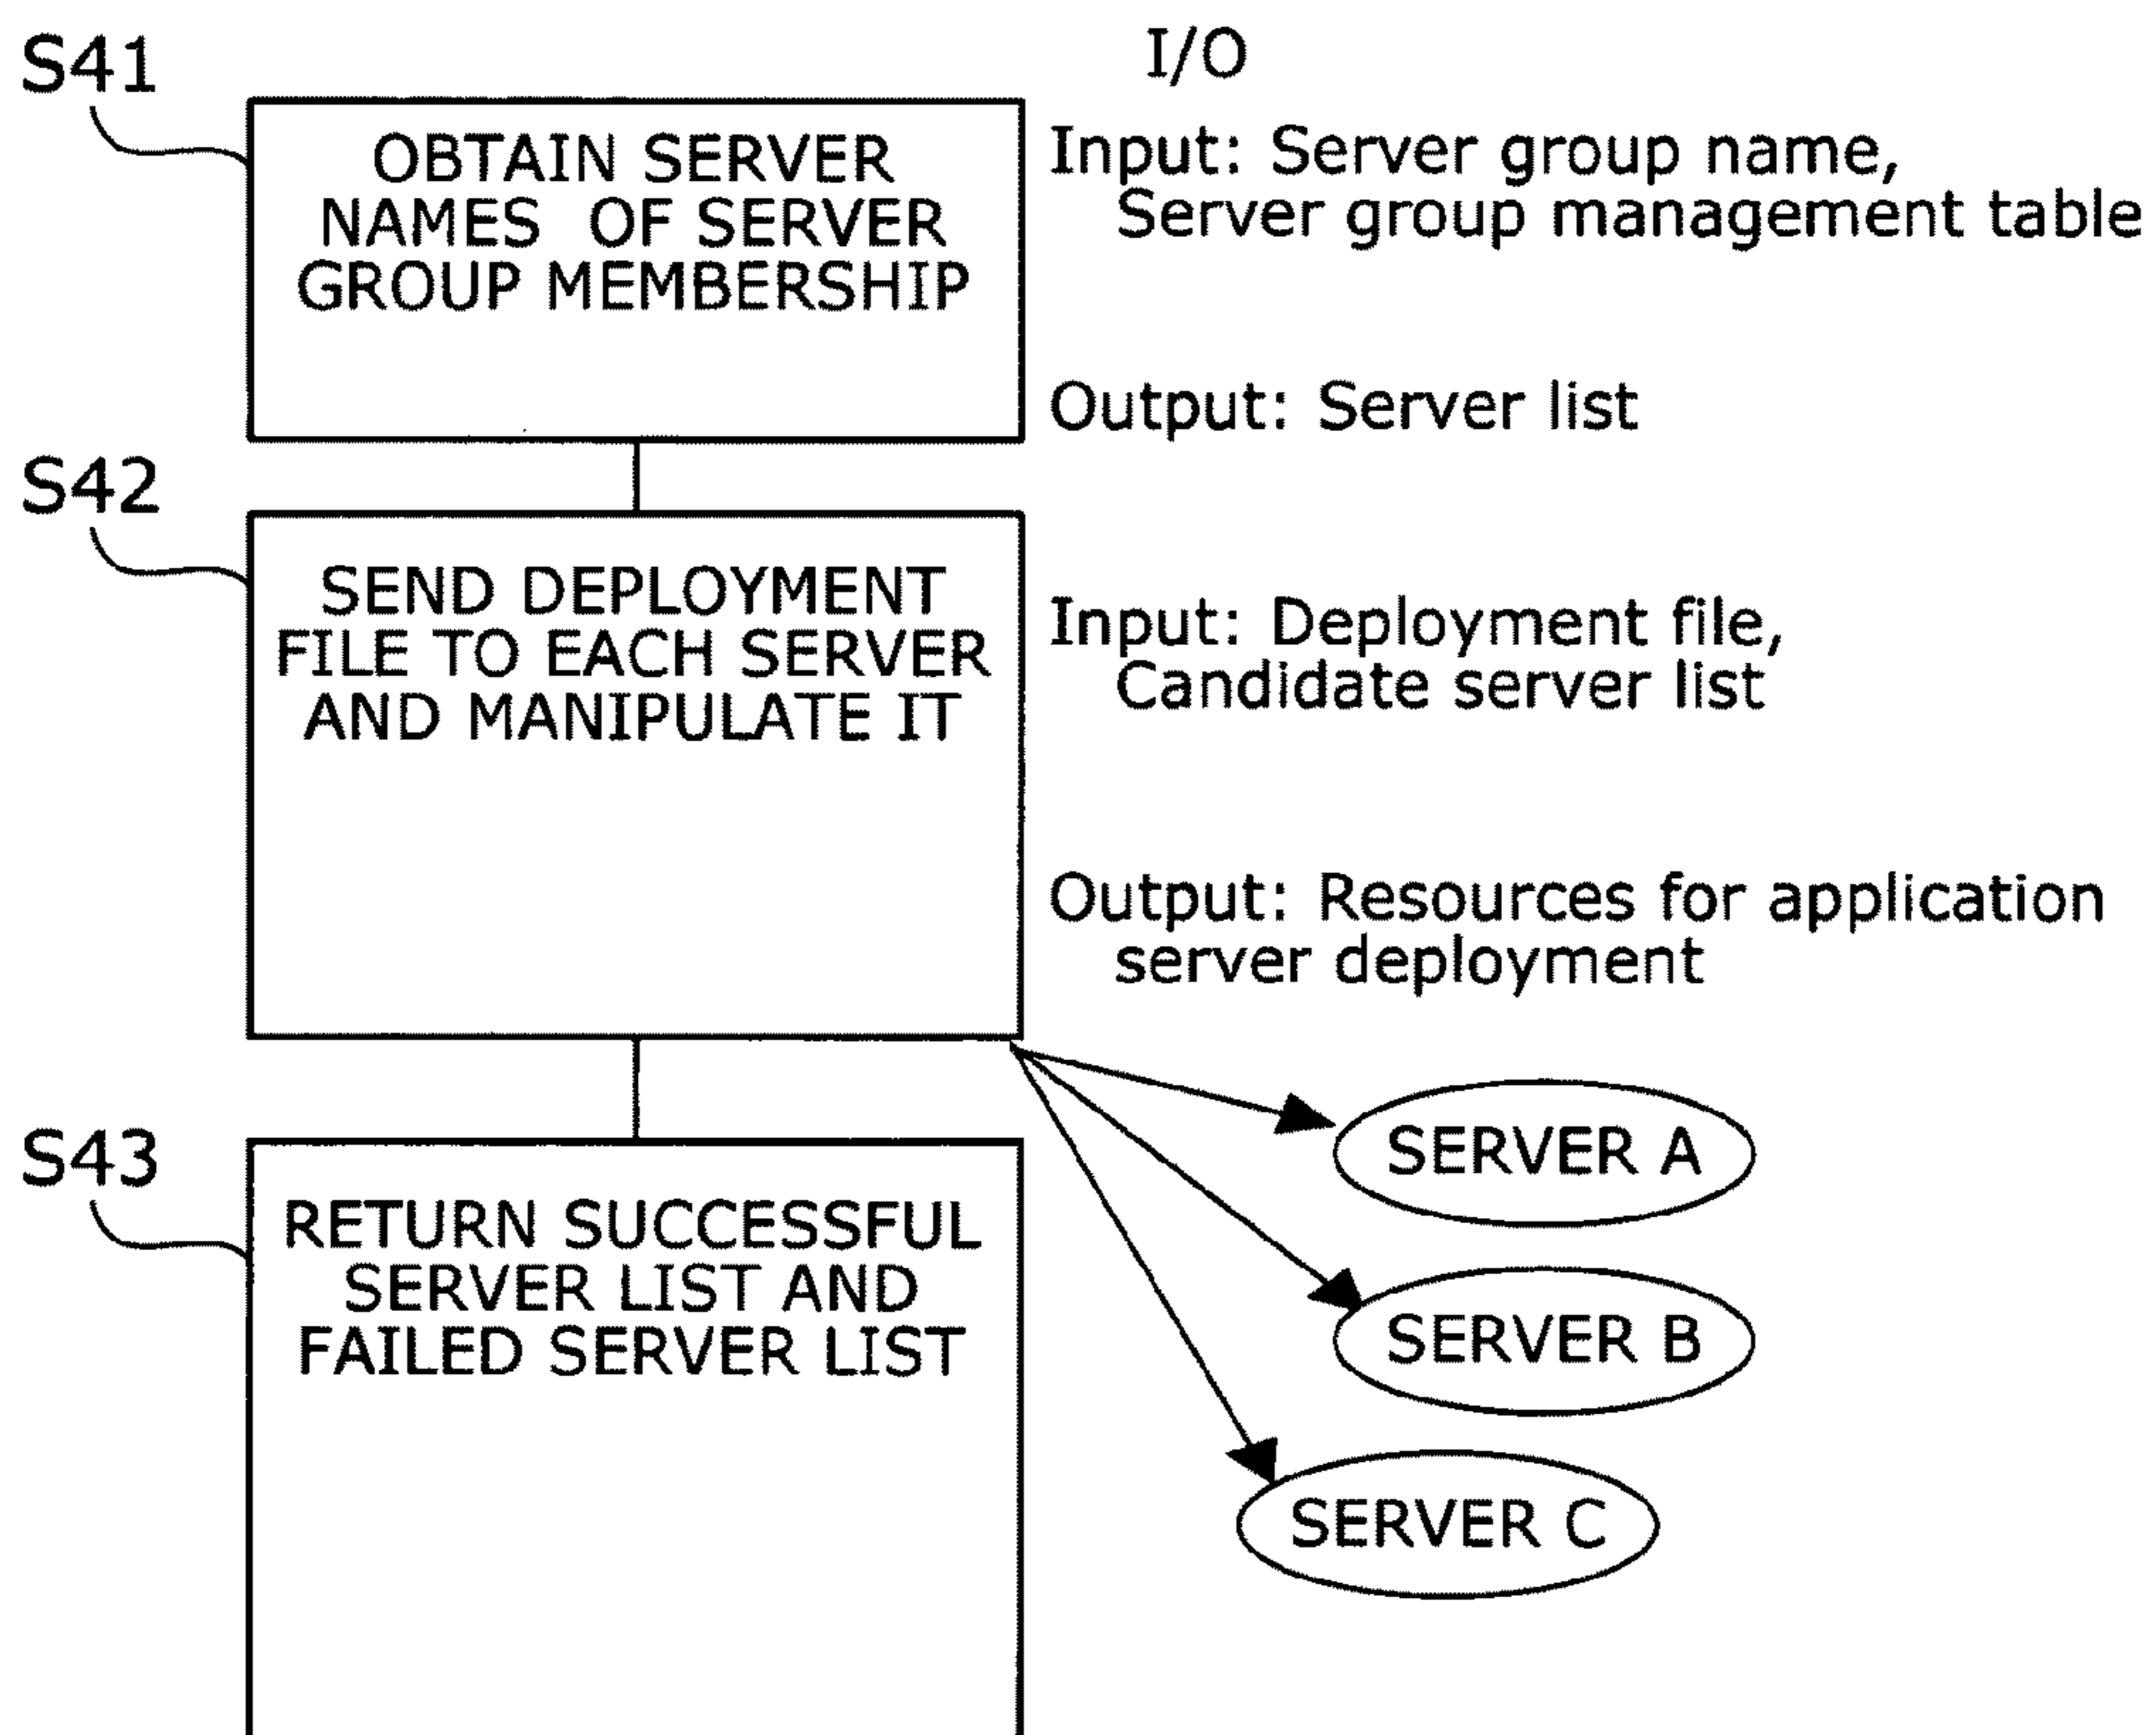 I/O
S41
OBTAIN SERVER
NAMES OF SERVER
GROUP MEMBERSHIP
Input: Server group name,
Server group management table
Output: Server list
S42
SEND DEPLOYMENT
FILE TO EACH SERVER
AND MANIPULATE IT
Input: Deployment file,
Candidate server list
Output: Resources for application
server deployment
SERVER A
SERVER B
SERVER C
S43
RETURN SUCCESSFUL
SERVER LIST AND
FAILED SERVER LIST